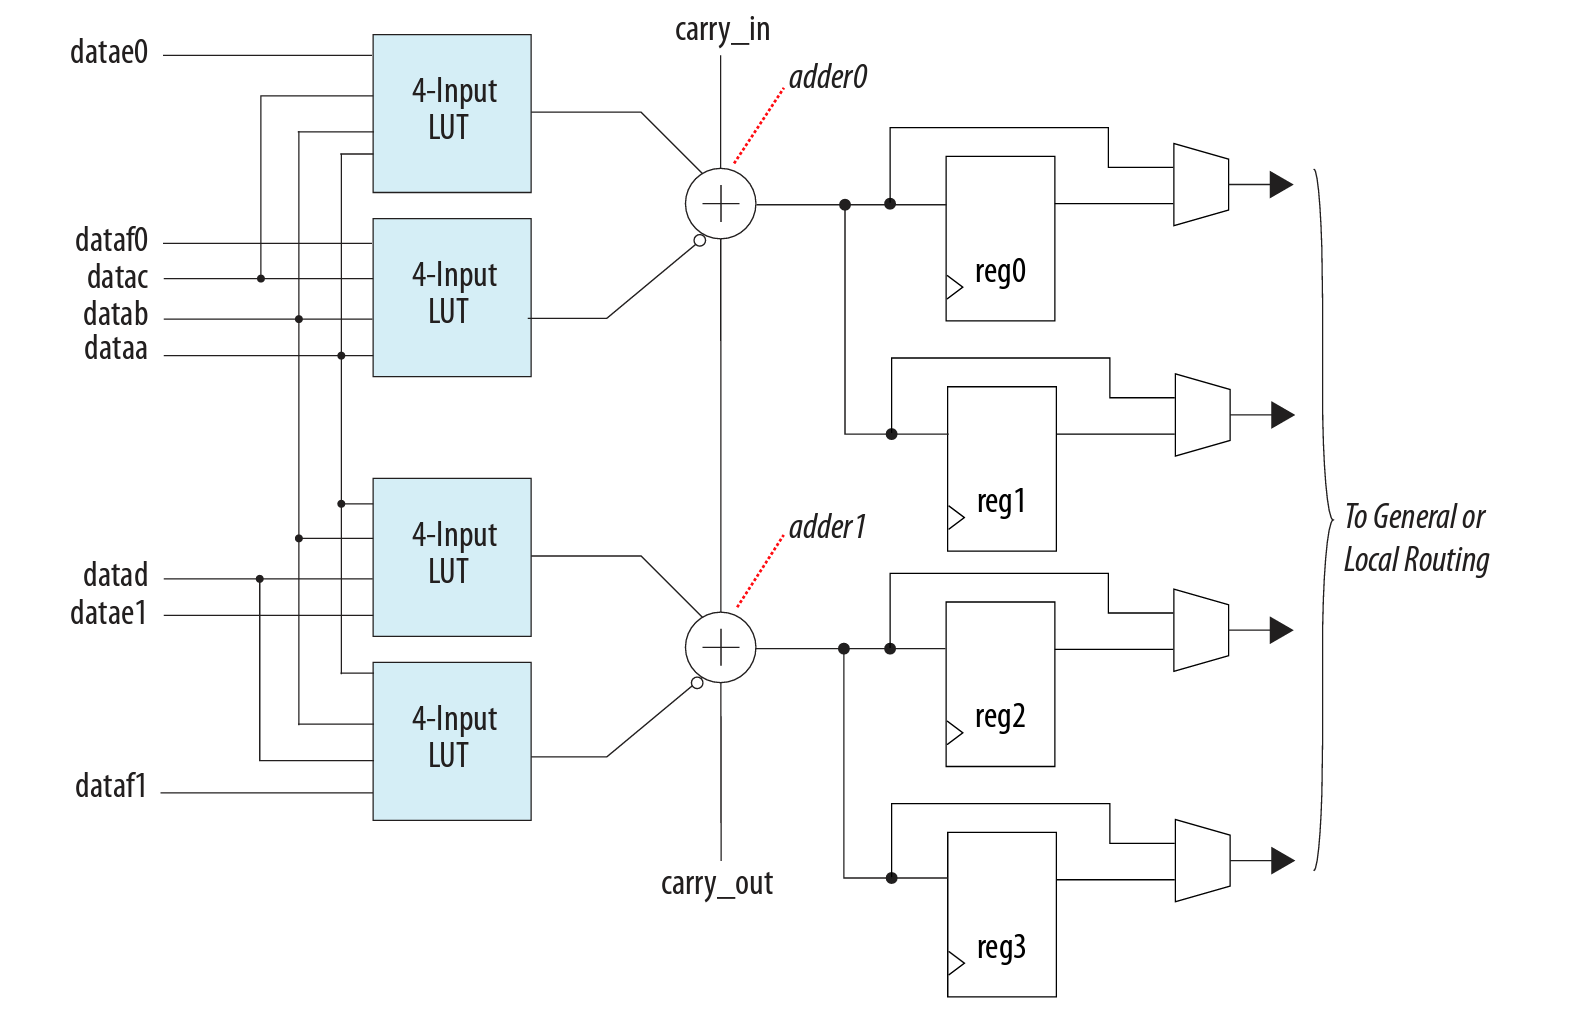 carry_in
datae0
adder0
4-Input
LUT
dataf0
datac
datab
dataa
4-Input
LUT
reg0
reg1
To General or
Local Routing
adder1
4-Input
LUT
datad
datae1
4-Input
LUT
reg2
dataf1
carry_out
reg3